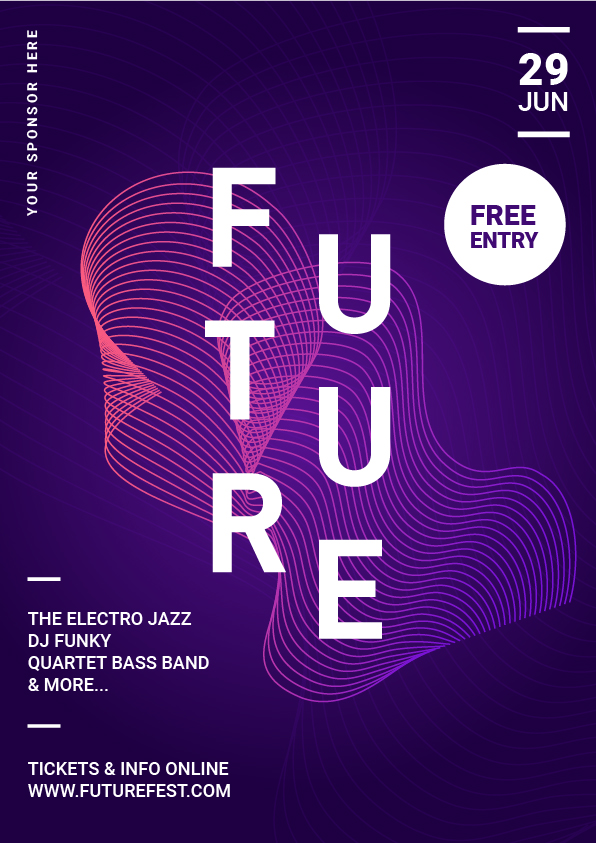 YOUR SPONSOR HERE
29
JUN
FREE
ENTRY
F
U
T
U
R
E
THE ELECTRO JAZZ
DJ FUNKY
QUARTET BASS BAND
& MORE...
TICKETS & INFO ONLINE
WWW.FUTUREFEST.COM